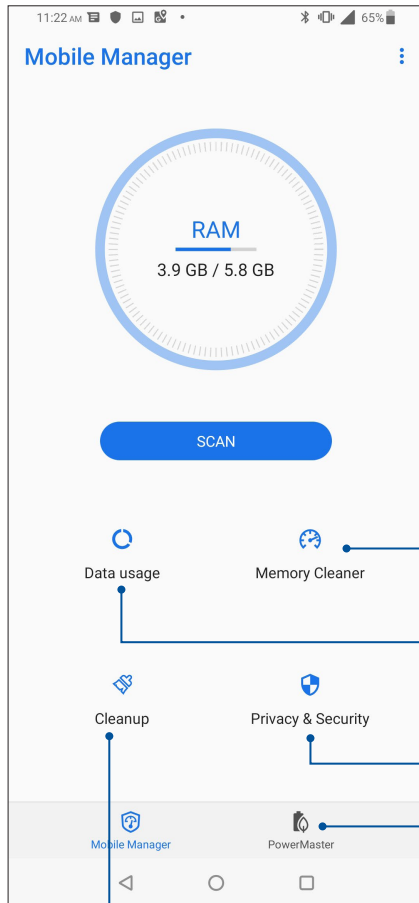 11:22 AM 65%
Mobile Manager
RAM
3.9 GB / 5.8 GB
SCAN
Data usage Memory Cleaner
Cleanup Privacy & Security
Mobile Manager PowerMaster